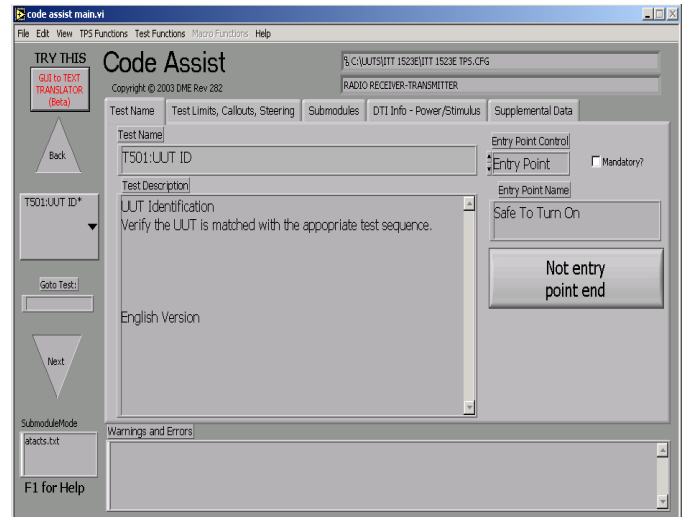 code assist main.vi
File Edit View TPS Functions Test Functions Macro Functions Help
TRY THIS
GUI to TEXT
TRANSLATOR
(Beta)
Code Assist
Copyright © 2003 DME Rev 282
C:\UUTS\ITT 1523E\ITT 1523E TPS.CFG
RADIO RECEIVER-TRANSMITTER
Test Name Test Limits, Callouts, Steering Submodules DTI Info - Power/Stimulus Supplemental Data
Back
T501:UUT ID*
Goto Test:
Next
SubmoduleMode
atacts.txt
F1 for Help
Test Name
T501:UUT ID
Test Description
UUT Identification
Verify the UUT is matched with the appopriate test sequence.
English Version
Entry Point Control
Entry Point
Mandatory?
Entry Point Name
Safe To Turn On
Not entry
point end
Warnings and Errors